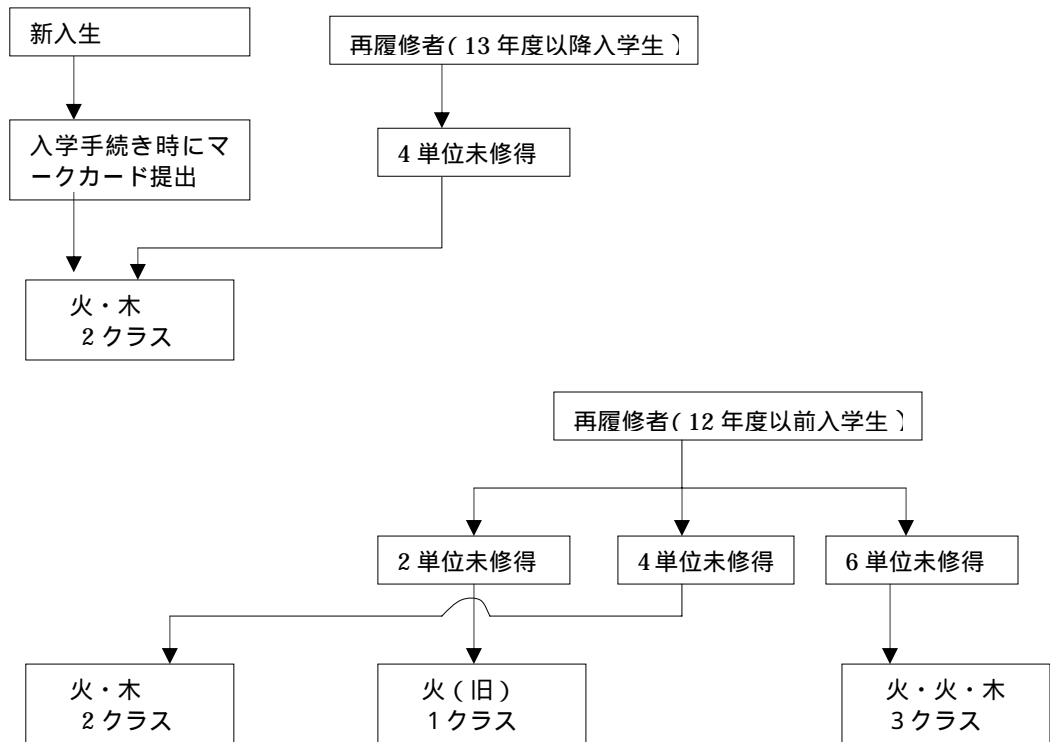 新入生
再履修者(13年度以降入学生)
入学手続き時にマ
ークカード提出
4単位未修得
火・木
2クラス
再履修者(12年度以前入学生)
2単位未修得
4単位未修得
6単位未修得
火・木
2クラス
火(旧)
1クラス
火・火・木
3クラス